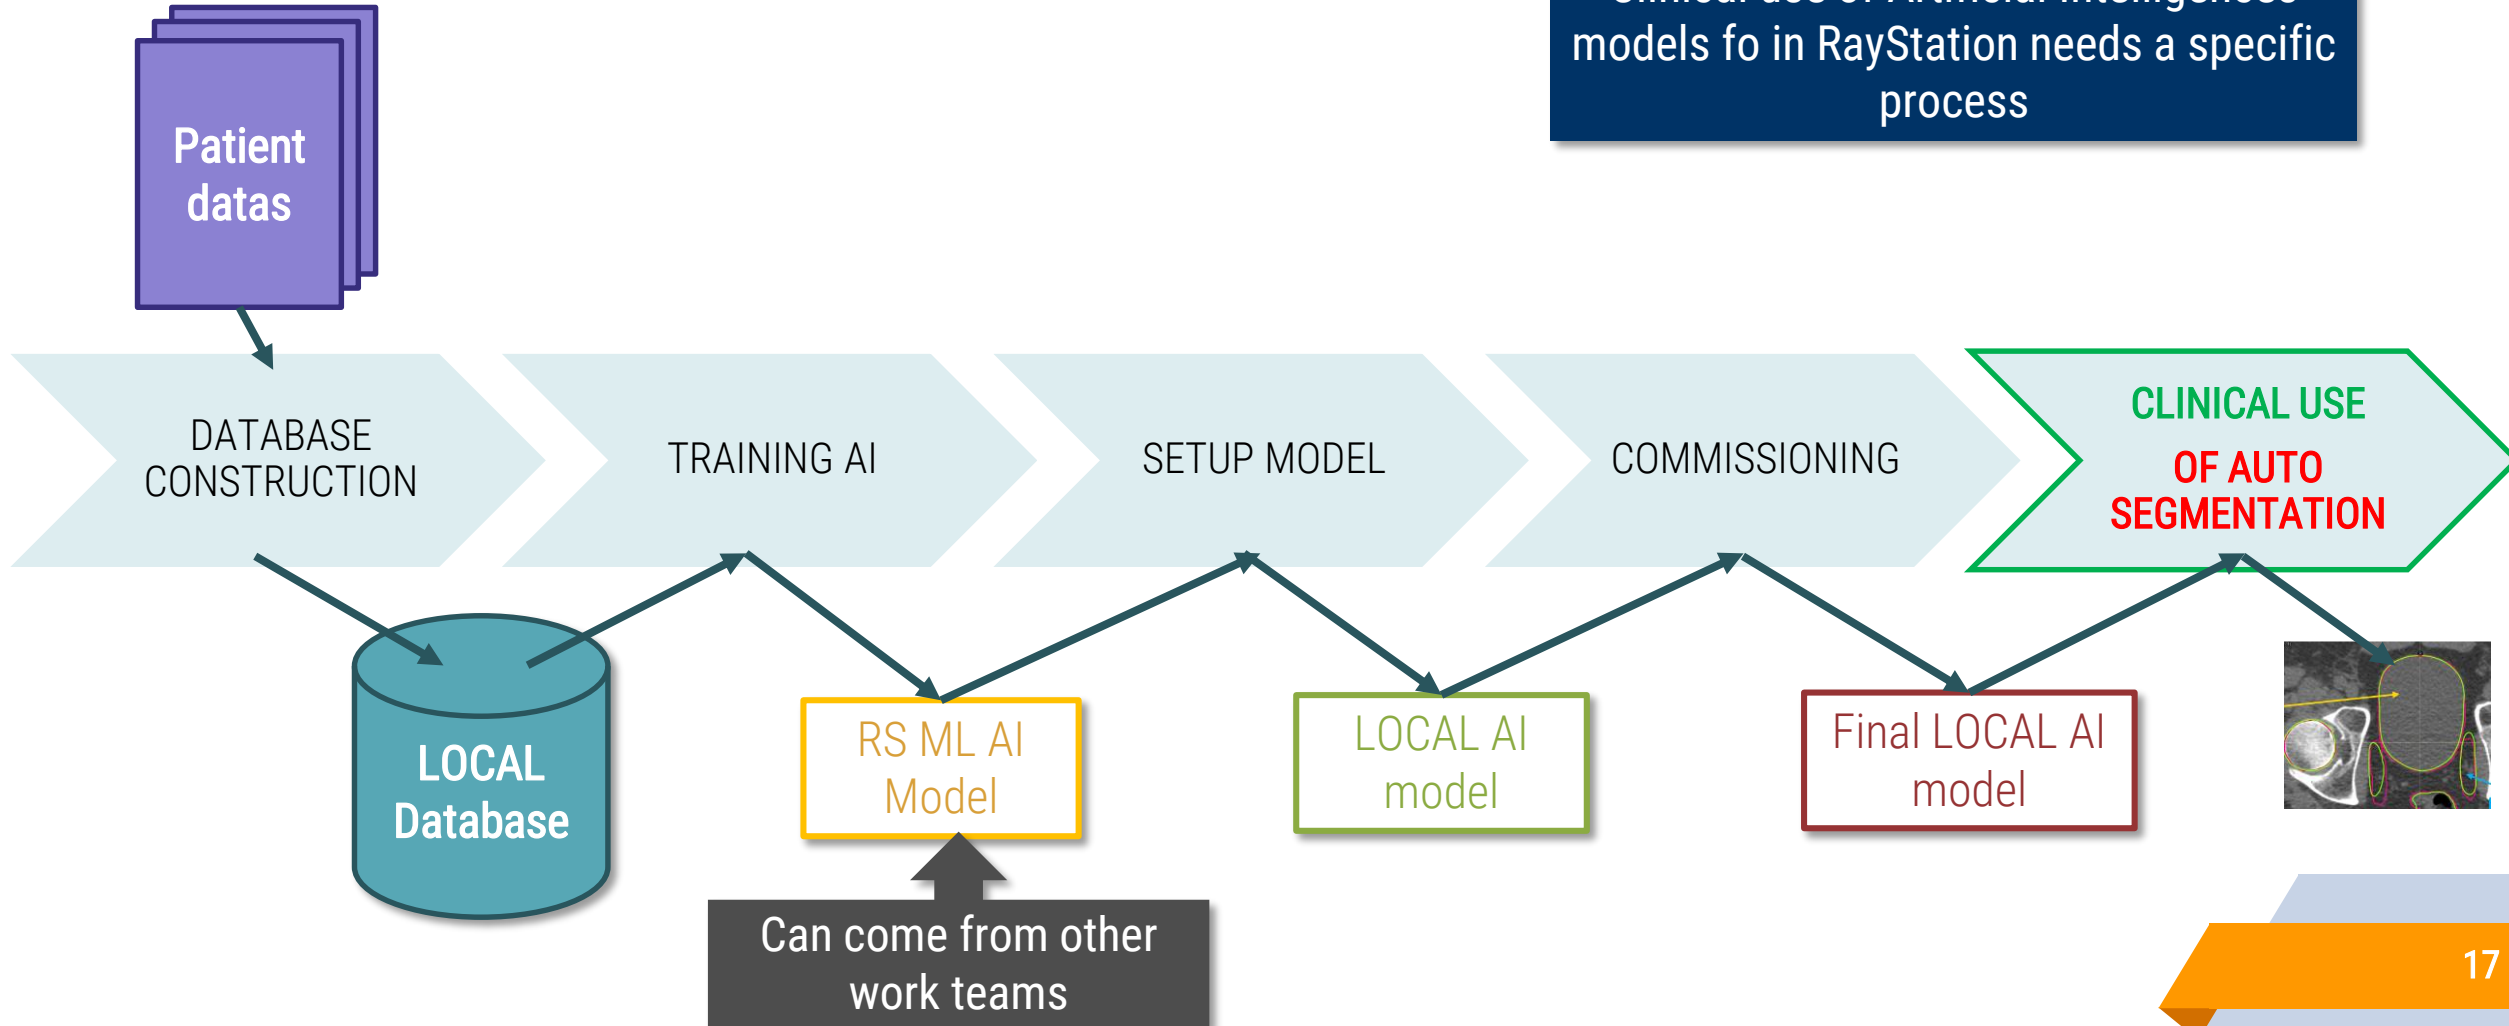 models fo in RayStation needs a specific
process
Patient
datas
DATABASE
CONSTRUCTION
TRAINING AI
SETUP MODEL
COMMISSIONING
CLINICAL USE
OF AUTO
SEGMENTATION
LOCAL
Database
RS ML AI
Model
LOCAL AI
model
Final LOCAL AI
model
Can come from other
work teams
17